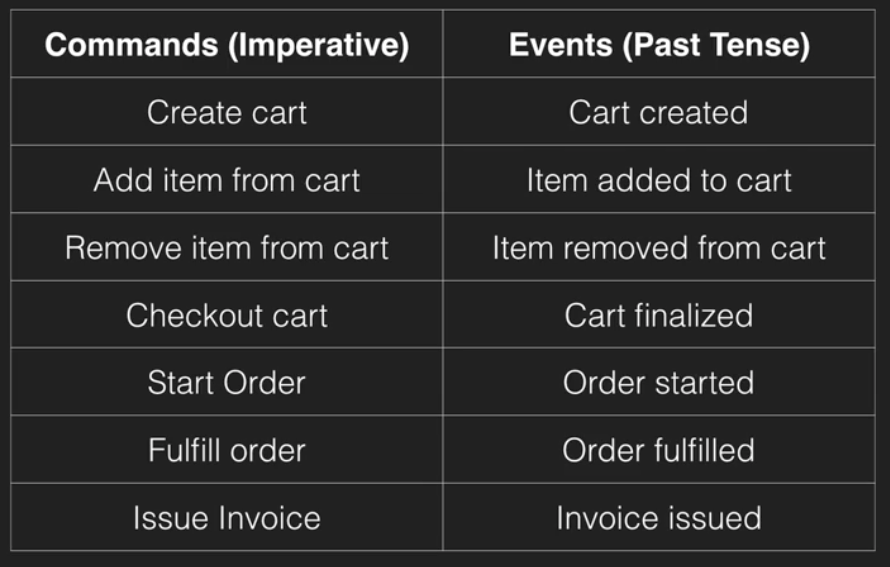 Commands (Imperative) Events (Past Tense)
Create cart Cart created
Add item from cart Item added to cart
Remove item from cart Item removed from cart
Checkout cart Cart finalized
Start Order Order started
Fulfill order Order fulfilled
Issue Invoice Invoice issued